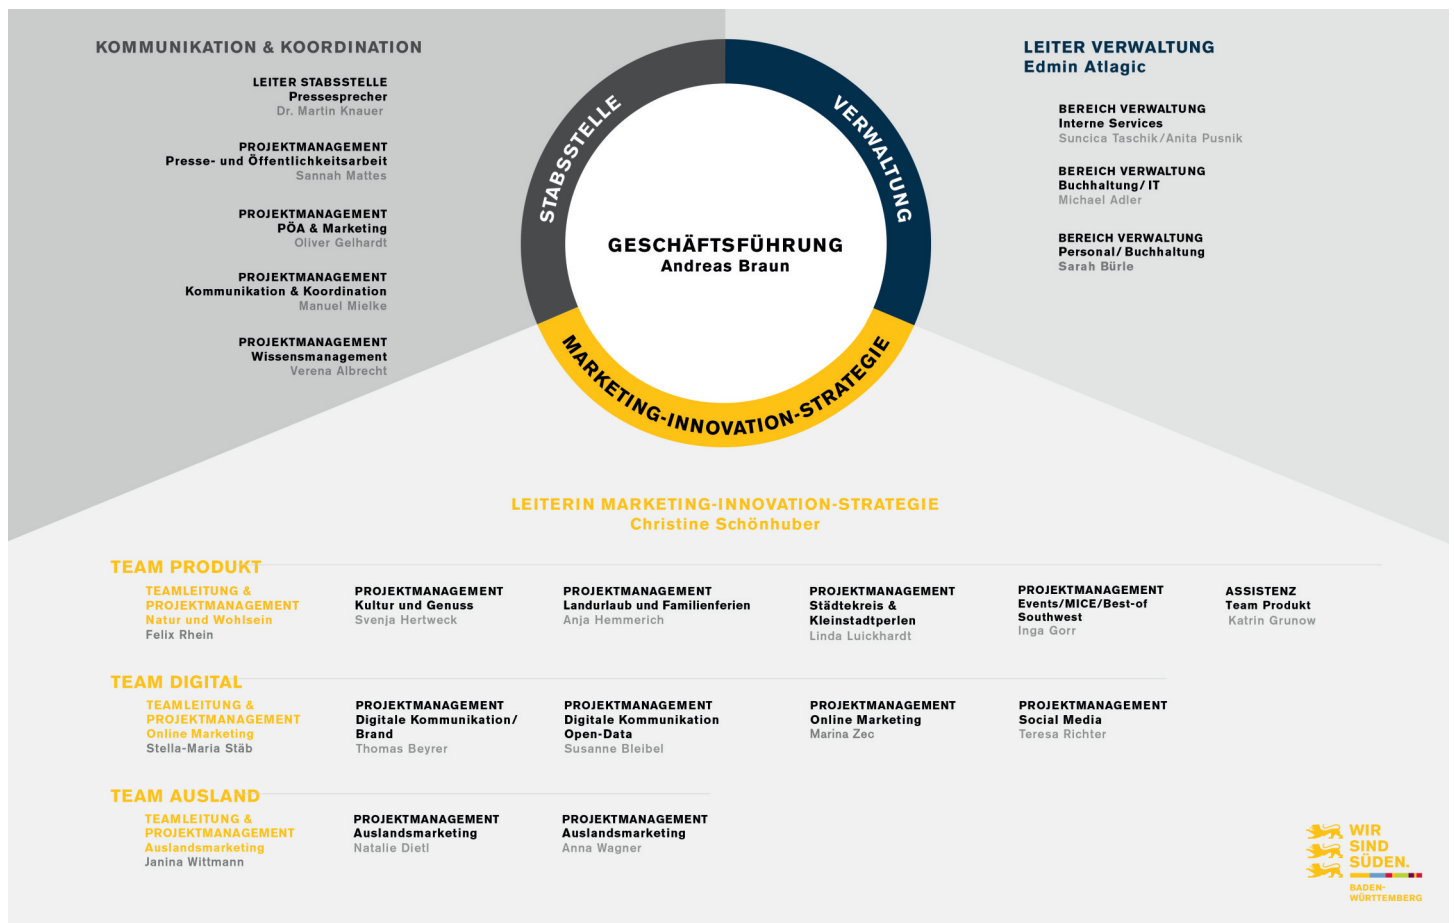 KOMMUNIKATION & KOORDINATION
LEITER STABSSTELLE
Pressesprecher
Dr. Martin Knauer
PROJEKTMANAGEMENT
Presse- und Öffentlichkeitsarbeit
Sannah Mattes
PROJEKTMANAGEMENT
PÖA & Marketing
Oliver Gelhardt
PROJEKTMANAGEMENT
Kommunikation & Koordination
Manuel Mielke
PROJEKTMANAGEMENT
Wissensmanagement
Verena Albrecht
STABSSTELLE
VERWALTUNG
MARKETING-INNOVATION-STRATEGIE
GESCHÄFTSFÜHRUNG
Andreas Braun
LEITER VERWALTUNG
Edmin Atlagic
BEREICH VERWALTUNG
Interne Services
Suncica Taschik/Anita Pusnik
BEREICH VERWALTUNG
Buchhaltung/IT
Michael Adler
BEREICH VERWALTUNG
Personal/Buchhaltung
Sarah Bürle
LEITERIN MARKETING-INNOVATION-STRATEGIE
Christine Schönhuber
TEAM PRODUKT
TEAMLEITUNG &
PROJEKTMANAGEMENT
Natur und Wohlsein
Felix Rhein
PROJEKTMANAGEMENT
Kultur und Genuss
Svenja Hertweck
PROJEKTMANAGEMENT
Landurlaub und Familienferien
Anja Hemmerich
PROJEKTMANAGEMENT
Städtekreis &
Kleinstadtperlen
Linda Luickhardt
PROJEKTMANAGEMENT
Events/MICE/Best-of
Southwest
Inga Gorr
ASSISTENZ
Team Produkt
Katrin Grunow
TEAM DIGITAL
TEAMLEITUNG &
PROJEKTMANAGEMENT
Online Marketing
Stella-Maria Stäb
PROJEKTMANAGEMENT
Digitale Kommunikation/
Brand
Thomas Beyrer
PROJEKTMANAGEMENT
Digitale Kommunikation
Open-Data
Susanne Bleibel
PROJEKTMANAGEMENT
Online Marketing
Marina Zec
PROJEKTMANAGEMENT
Social Media
Teresa Richter
TEAM AUSLAND
TEAMLEITUNG &
PROJEKTMANAGEMENT
Auslandsmarketing
Janina Wittmann
PROJEKTMANAGEMENT
Auslandsmarketing
Natalie Dietl
PROJEKTMANAGEMENT
Auslandsmarketing
Anna Wagner
WIR
SIND
SÜDEN.
BADEN-
WÜRTTEMBERG